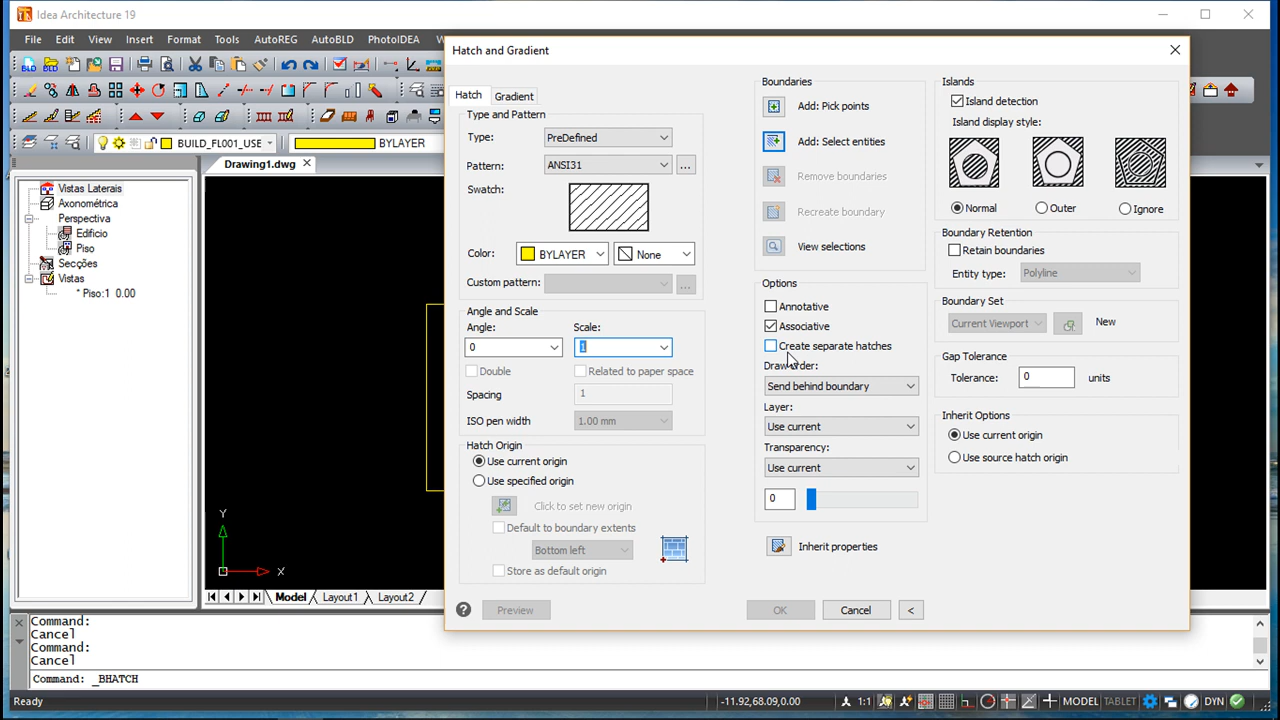 Idea Architecture 19
File Edit View Insert Format Tools AutoREG AutoBLD PhotoIDEA
BUILD_FL001_USE BYLAYER
Drawing1.dwg
Vistas Laterais
Axonométrica
Perspectiva
Edificio
Piso
Secções
Vistas
* Piso:1 0.00
Y
X
Model Layout1 Layout2
Hatch and Gradient
Hatch Gradient
Type and Pattern
Type: PreDefined
Pattern: ANSI31 ...
Swatch:
Color: BYLAYER None
Custom pattern: ...
Angle and Scale
Angle: Scale:
0 1
Double Related to paper space
Spacing 1
ISO pen width 1.00 mm
Hatch Origin
Use current origin
Use specified origin
Click to set new origin
Default to boundary extents
Bottom left
Store as default origin
? Preview
Boundaries
Add: Pick points
Add: Select entities
Remove boundaries
Recreate boundary
View selections
Options
Annotative
Associative
Create separate hatches
Draw order:
Send behind boundary
Layer:
Use current
Transparency:
Use current
0
Inherit properties
OK Cancel <
Islands
Island detection
Island display style:
Normal Outer Ignore
Boundary Retention
Retain boundaries
Entity type: Polyline
Boundary Set
Current Viewport New
Gap Tolerance
Tolerance: 0 units
Inherit Options
Use current origin
Use source hatch origin
Command:
Cancel
Command:
Cancel
Command: _BHATCH
Ready -11.92,68.09,0.00 1:1 MODEL TABLET DYN